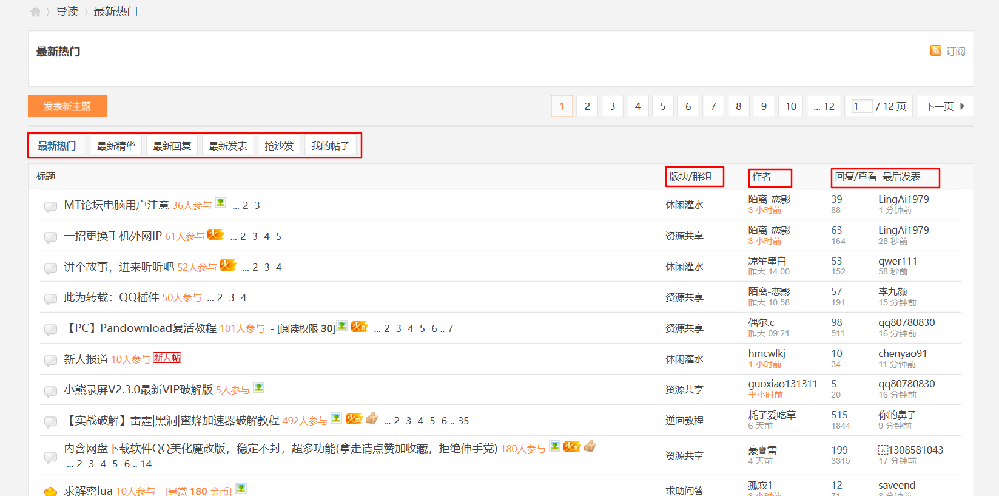 导读 〉 最新热门
最新热门
订阅
发表新主题
1 2 3 4 5 6 7 8 9 10 ... 12 1 / 12 页 下一页
最新热门 最新精华 最新回复 最新发表 抢沙发 我的帖子
标题 版块/群组 作者 回复/查看 最后发表
MT论坛电脑用户注意 36人参与 ... 2 3 休闲灌水 陌离-恋影 39 LingAi1979
3 小时前 88 1 分钟前
一招更换手机外网IP 61人参与 火 ... 2 3 4 5 资源共享 陌离-恋影 63 LingAi1979
3 小时前 164 28 秒前
讲个故事，进来听听吧 52人参与 火 ... 2 3 4 休闲灌水 凉笙墨白 53 qwer111
昨天 14:00 152 58 秒前
此为转载：QQ插件 50人参与 ... 2 3 4 资源共享 陌离-恋影 57 李九颜
昨天 10:58 191 15 分钟前
【PC】Pandownload复活教程 101人参与 - [阅读权限 30] 火 ... 2 3 4 5 6 .. 7 资源共享 偶尔.c 98 qq80780830
昨天 09:21 511 16 分钟前
新人报道 10人参与 新人帖 休闲灌水 hmcwlkj 10 chenyao91
1 小时前 34 11 分钟前
小熊录屏V2.3.0最新VIP破解版 5人参与 资源共享 guoxiao131311 5 qq80780830
半小时前 20 16 分钟前
【实战破解】雷霆|黑洞|蜜蜂加速器破解教程 492人参与 火 ... 2 3 4 5 6 .. 35 逆向教程 耗子爱吃草 515 你的鼻子
6 天前 1844 9 分钟前
内含网盘下载软件QQ美化魔改版，稳定不封，超多功能(拿走请点赞加收藏，拒绝伸手党) 180人参与 火
... 2 3 4 5 6 .. 14 资源共享 豪♚雷 199 1308581043
4 天前 3315 17 分钟前
求解密lua 10人参与 - [悬赏 180 金币] 求助问答 孤寂1 12 saveend
3 小时前 71 8 分钟前